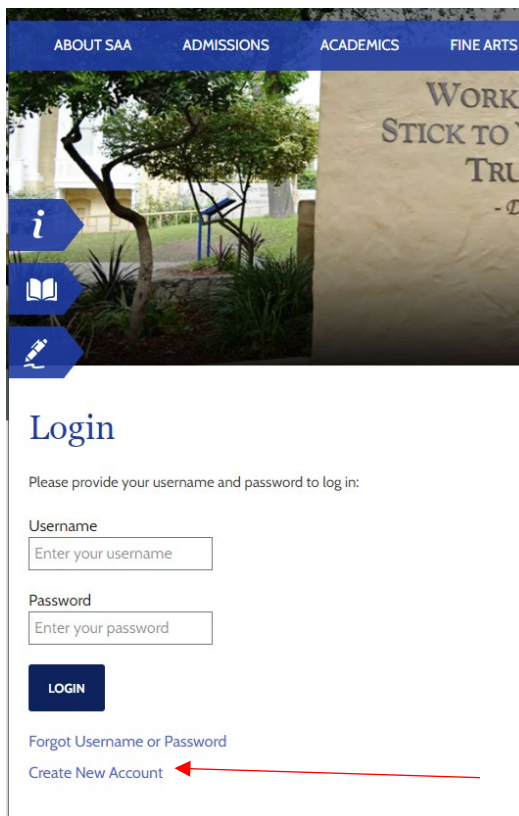 ABOUT SAA ADMISSIONS ACADEMICS FINE ARTS
WORK
STICK TO
TRU
- D
i
Login
Please provide your username and password to log in:
Username
Enter your username
Password
Enter your password
LOGIN
Forgot Username or Password
Create New Account